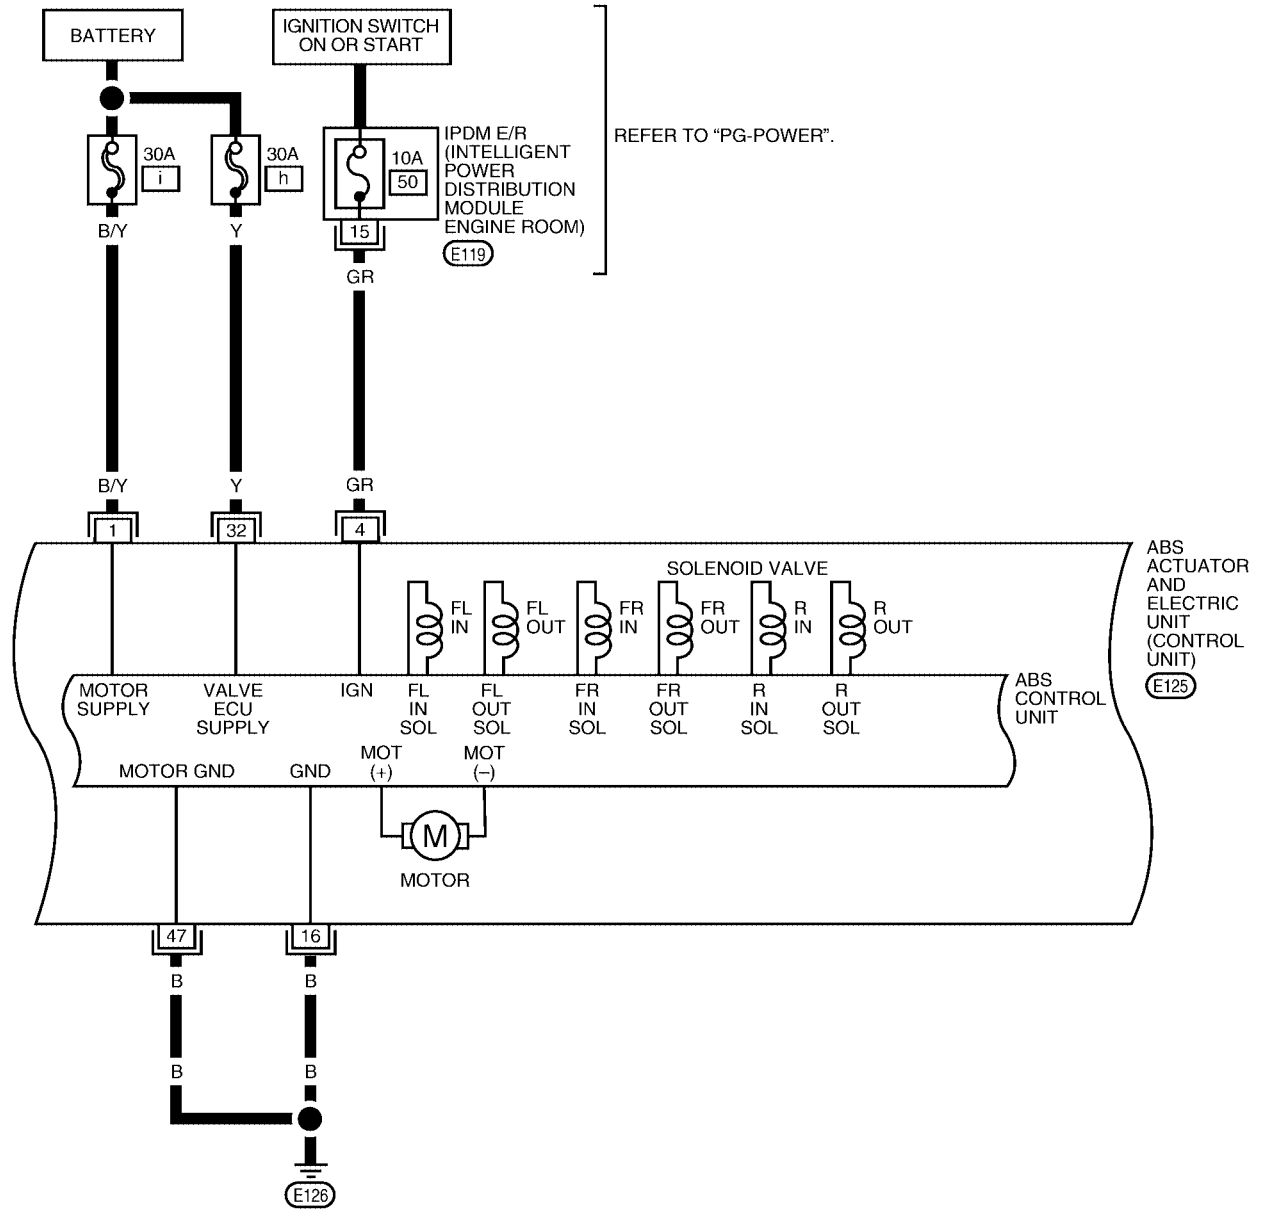 BATTERY
IGNITION SWITCH
ON OR START
30A
i
30A
h
10A
50
IPDM E/R
(INTELLIGENT
POWER
DISTRIBUTION
MODULE
ENGINE ROOM)
E119
REFER TO “PG-POWER”.
B/Y
Y
15
GR
B/Y
Y
GR
1
32
4
ABS
ACTUATOR
AND
ELECTRIC
UNIT
(CONTROL
UNIT)
E125
SOLENOID VALVE
FL
IN
FL
OUT
FR
IN
FR
OUT
R
IN
R
OUT
MOTOR
SUPPLY
VALVE
ECU
SUPPLY
IGN
FL
IN
SOL
FL
OUT
SOL
FR
IN
SOL
FR
OUT
SOL
R
IN
SOL
R
OUT
SOL
ABS
CONTROL
UNIT
MOTOR GND
GND
MOT
(+)
MOT
(–)
M
MOTOR
47
16
B
B
B
B
E126